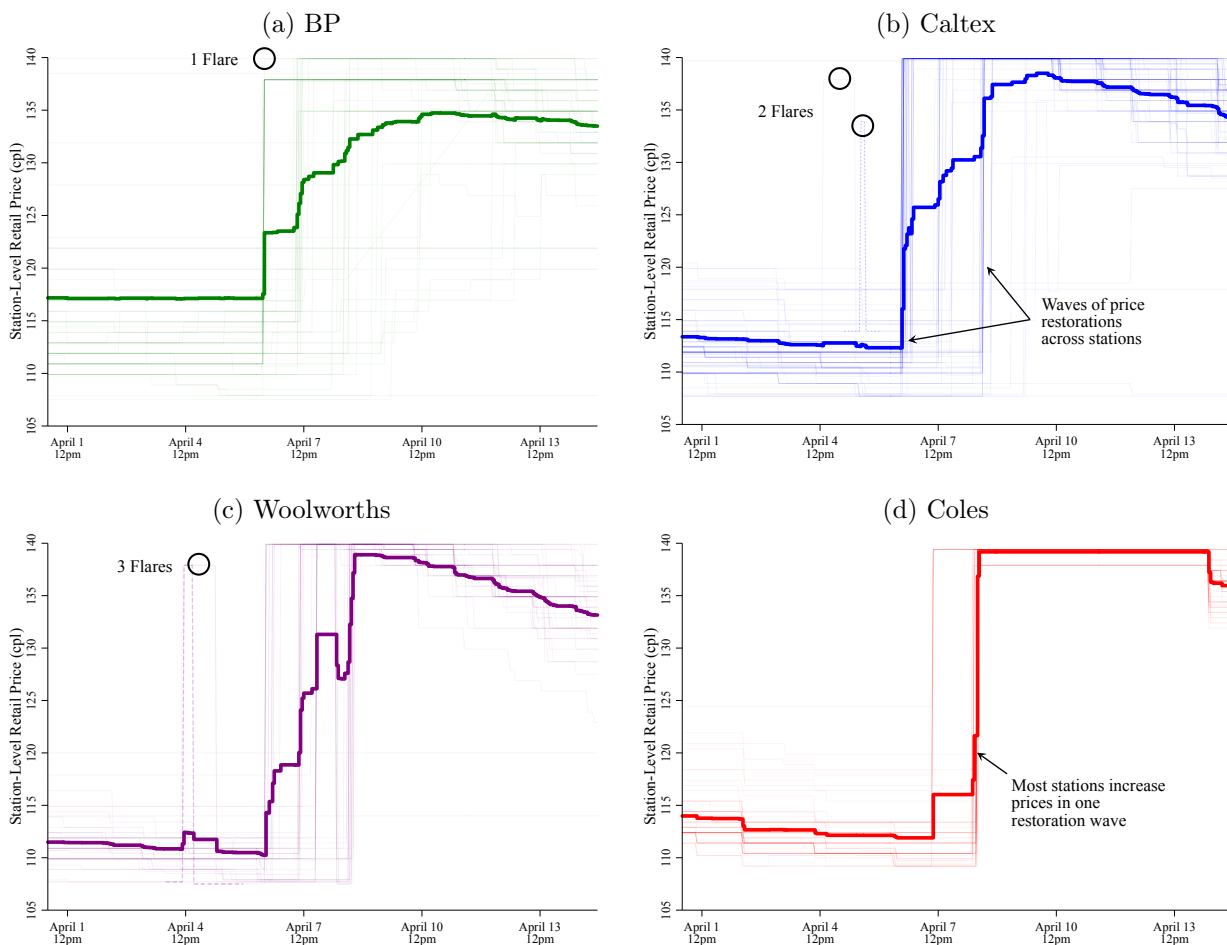 (a) BP
Station-Level Retail Price (cpl)
140
135
130
125
120
115
110
105
1 Flare
April 1
12pm
April 4
12pm
April 7
12pm
April 10
12pm
April 13
12pm
(b) Caltex
Station-Level Retail Price (cpl)
140
135
130
125
120
115
110
105
2 Flares
Waves of price
restorations
across stations
April 1
12pm
April 4
12pm
April 7
12pm
April 10
12pm
April 13
12pm
(c) Woolworths
Station-Level Retail Price (cpl)
140
135
130
125
120
115
110
105
3 Flares
April 1
12pm
April 4
12pm
April 7
12pm
April 10
12pm
April 13
12pm
(d) Coles
Station-Level Retail Price (cpl)
140
135
130
125
120
115
110
105
Most stations increase
prices in one
restoration wave
April 1
12pm
April 4
12pm
April 7
12pm
April 10
12pm
April 13
12pm